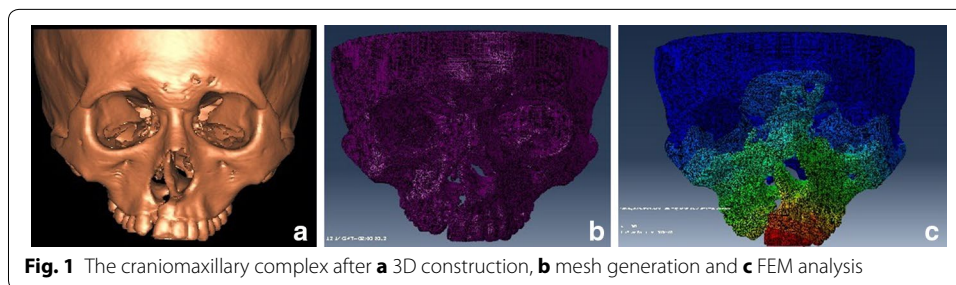 a
b
c
Fig. 1 The craniomaxillary complex after a 3D construction, b mesh generation and c FEM analysis